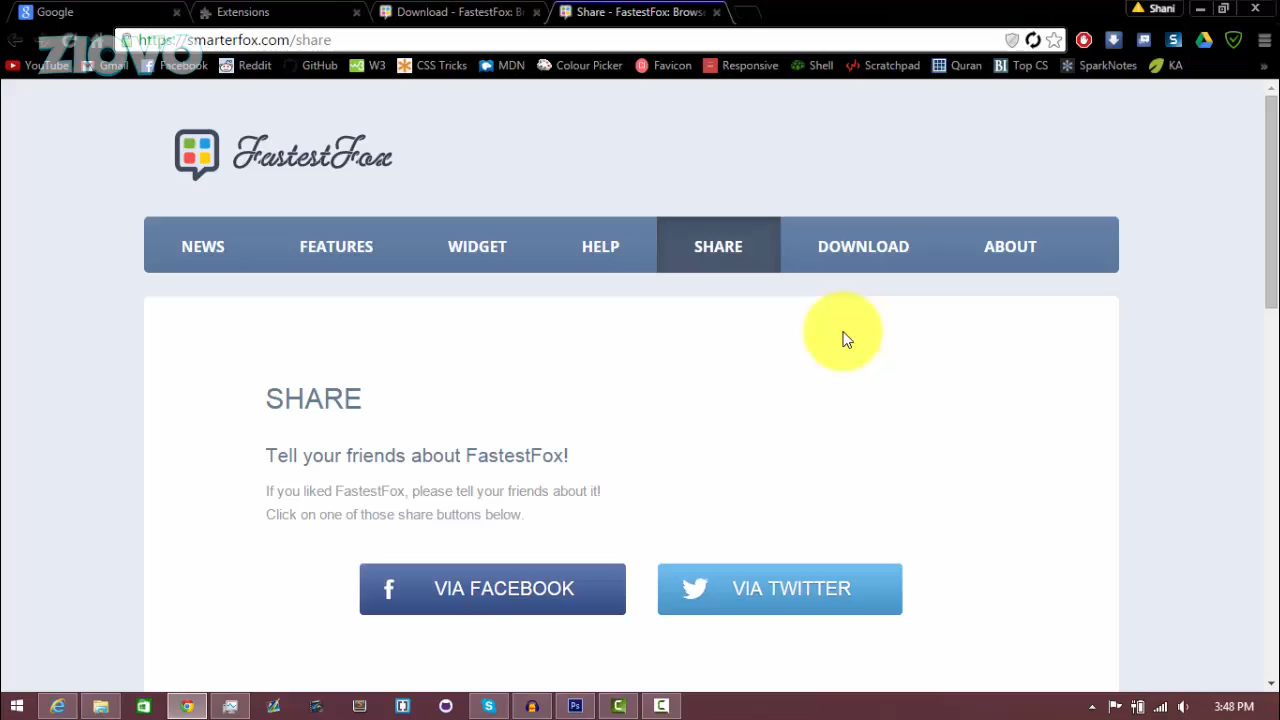 Google
Extensions
Download - FastestFox: B
Share - FastestFox: Brows
Shani
https://smarterfox.com/share
ZIOVO
YouTube
Gmail
Facebook
Reddit
GitHub
W3
CSS Tricks
MDN
Colour Picker
Favicon
Responsive
Shell
Scratchpad
Quran
Top CS
SparkNotes
KA
FastestFox
NEWS
FEATURES
WIDGET
HELP
SHARE
DOWNLOAD
ABOUT
SHARE
Tell your friends about FastestFox!
If you liked FastestFox, please tell your friends about it!
Click on one of those share buttons below.
VIA FACEBOOK
VIA TWITTER
3:48 PM